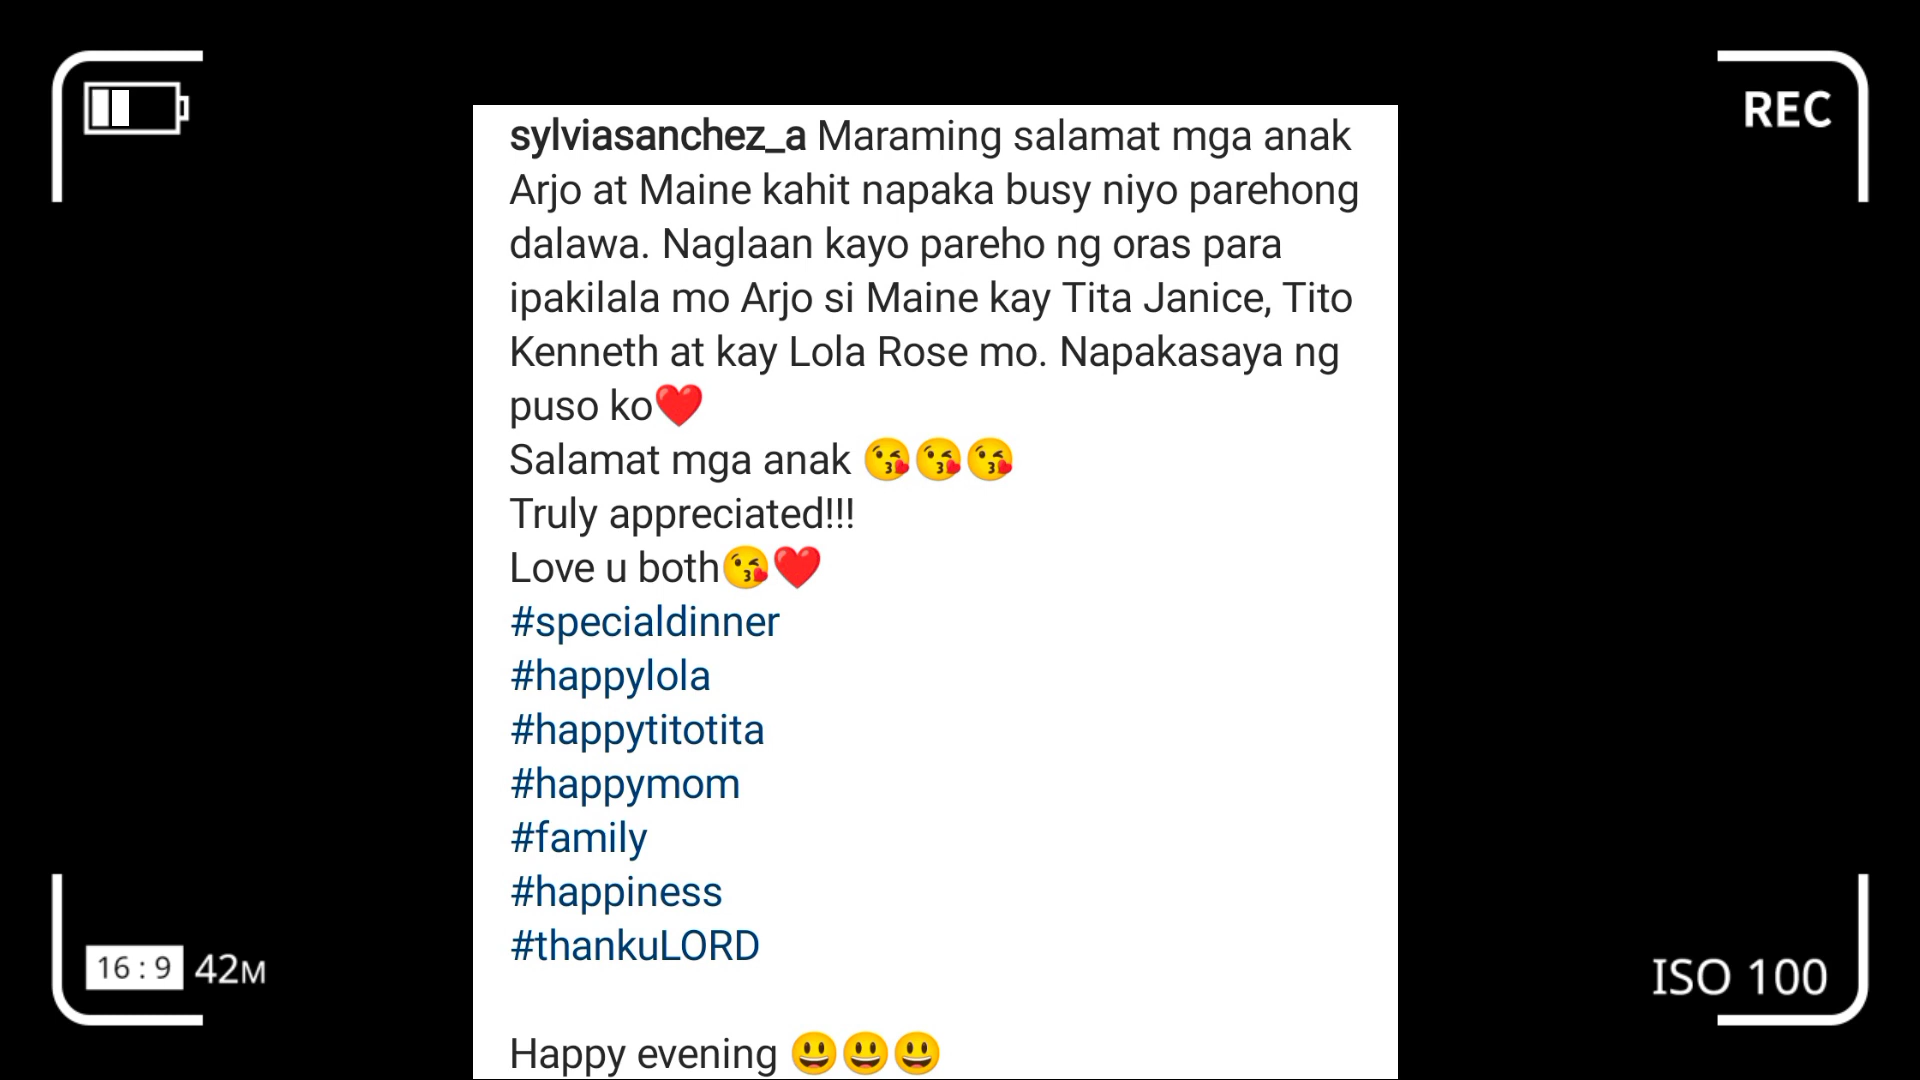 REC
sylviasanchez_a Maraming salamat mga anak
Arjo at Maine kahit napaka busy niyo parehong
dalawa. Naglaan kayo pareho ng oras para
ipakilala mo Arjo si Maine kay Tita Janice, Tito
Kenneth at kay Lola Rose mo. Napakasaya ng
puso ko❤️
Salamat mga anak 😘😘😘
Truly appreciated!!!
Love u both😘❤️
#specialdinner
#happylola
#happytitotita
#happymom
#family
#happiness
#thankuLORD
Happy evening 😃😃😃
16 : 9 42M
ISO 100